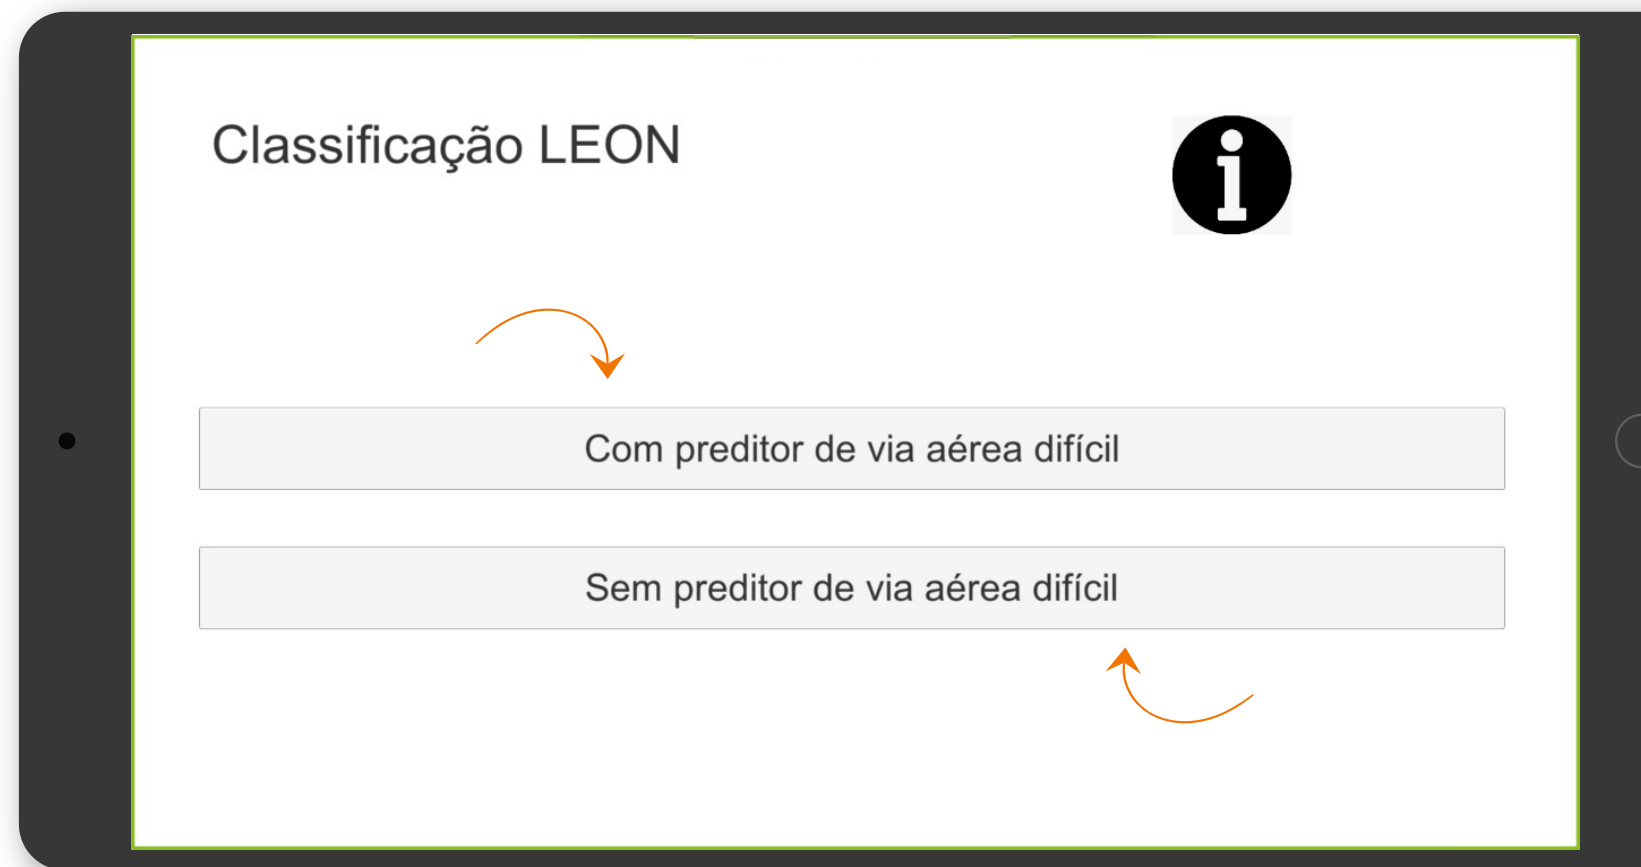 Classificação LEON
Com preditor de via aérea difícil
Sem preditor de via aérea difícil